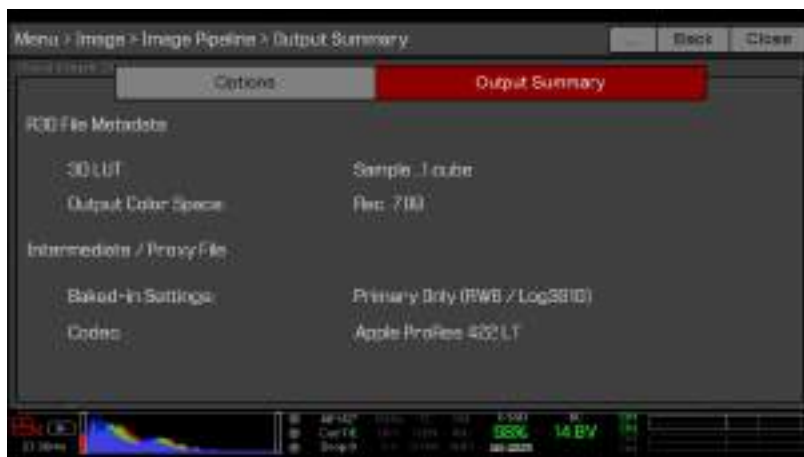 Menu > Image > Image Pipeline > Output Summary
... Back Close
Options Output Summary
R3D File Metadata
3D LUT Sample_1.cube
Output Color Space: Rec. 709
Intermediate / Proxy File
Baked-in Settings: Primary Only (RWG / Log3G10)
Codec: Apple ProRes 422 LT
98% 14.8V